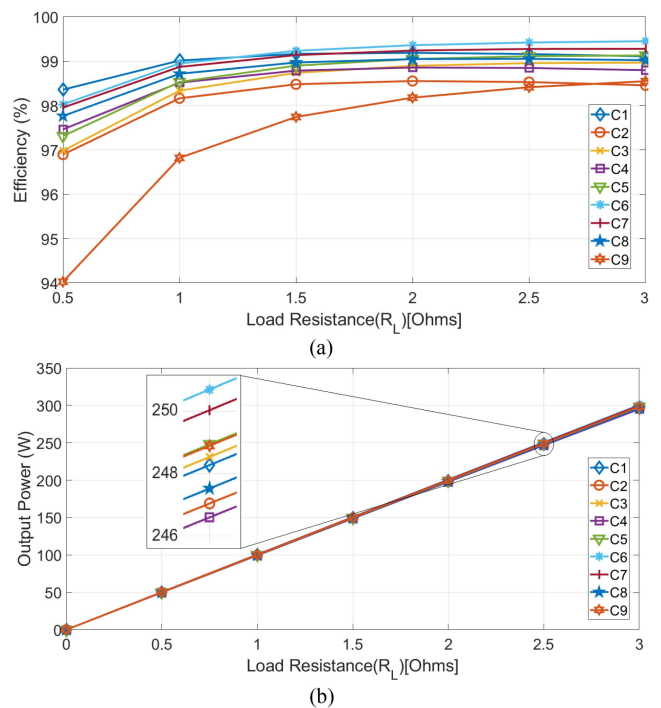 100
99
98
97
96
95
94
Efficiency (%)
0.5
1
1.5
2
2.5
3
Load Resistance(R_L)[Ohms]
C1
C2
C3
C4
C5
C6
C7
C8
C9
(a)
350
300
250
200
150
100
50
0
Output Power (W)
250
248
246
0
0.5
1
1.5
2
2.5
3
Load Resistance(R_L)[Ohms]
C1
C2
C3
C4
C5
C6
C7
C8
C9
(b)